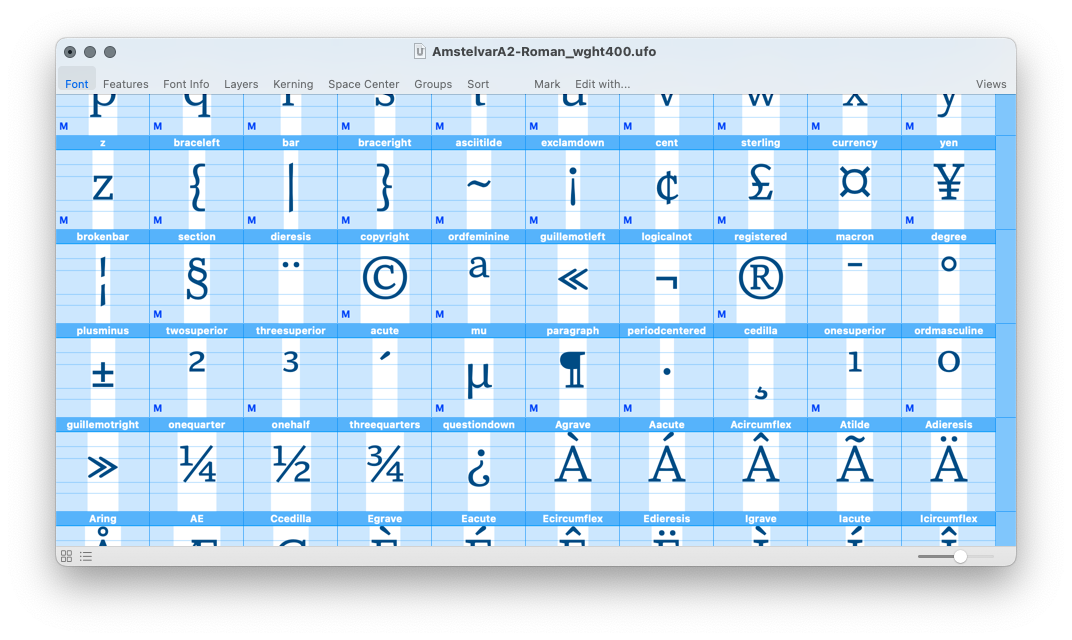 AmstelvarA2-Roman_wght400.ufo
Font Features Font Info Layers Kerning Space Center Groups Sort Mark Edit with... Views
p q r s t u v w x y
M M M M M M M M M M
z braceleft bar braceright asciitilde exclamdown cent sterling currency yen
z { | } ~ ¡ ¢ £ ¤ ¥
M M M M M M M M M
brokenbar section dieresis copyright ordfeminine guillemotleft logicalnot registered macron degree
¦ § ¨ © ª « ¬ ® ¯ °
M M M M
plusminus twosuperior threesuperior acute mu paragraph periodcentered cedilla onesuperior ordmasculine
± ² ³ ´ µ ¶ · ¸ ¹ º
M M M M M M
guillemotright onequarter onehalf threequarters questiondown Agrave Aacute Acircumflex Atilde Adieresis
» ¼ ½ ¾ ¿ À Á Â Ã Ä
Aring AE Ccedilla Egrave Eacute Ecircumflex Edieresis Igrave Iacute Icircumflex
Å Æ Ç È É Ê Ë Ì Í Î